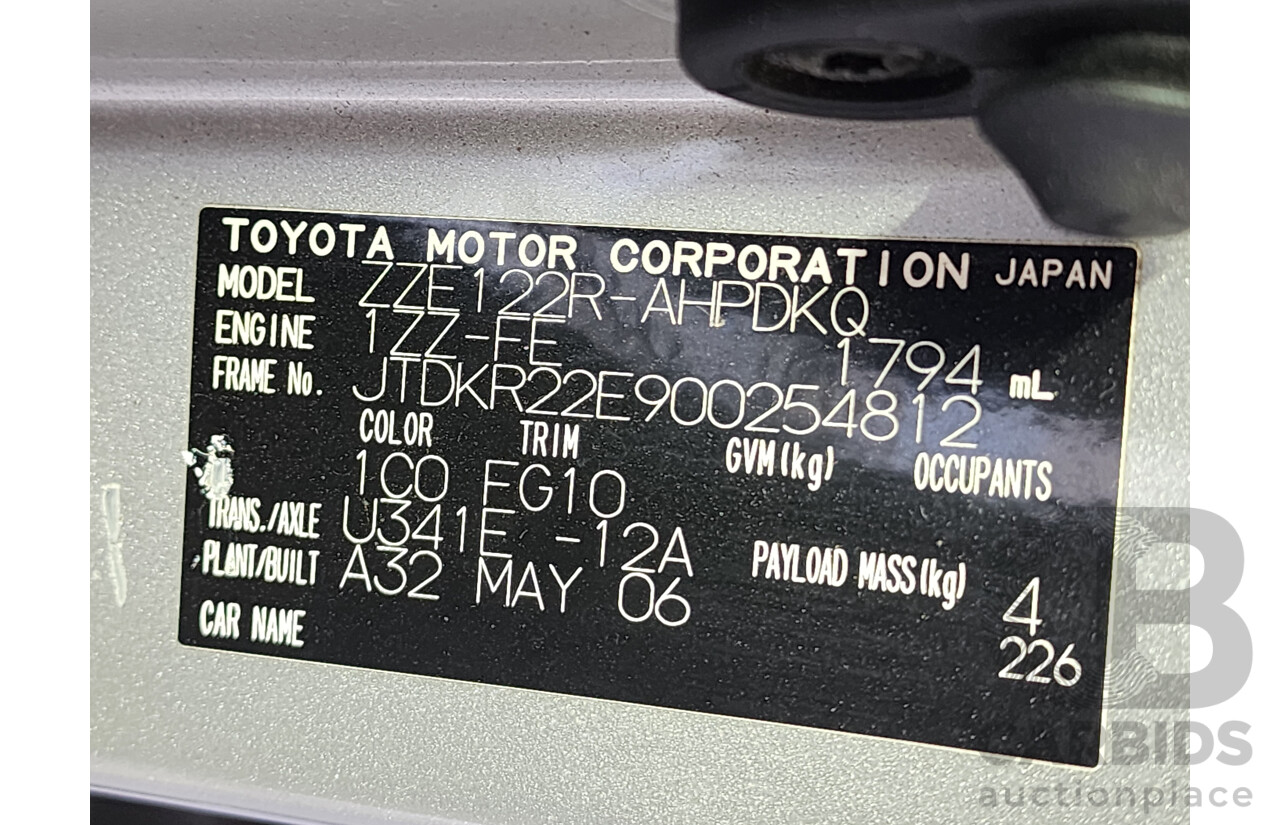 TOYOTA MOTOR CORPORATION JAPAN
MODEL ZZE122R-AHPDKQ
ENGINE 1ZZ-FE 1794 mL
FRAME No. JTDKR22E900254812
COLOR TRIM GVM(kg) OCCUPANTS
1C0 FG10
TRANS./AXLE U341E -12A PAYLOAD MASS(kg) 4
PLANT/BUILT A32 MAY 06 226
CAR NAME
B
CARBIDS
auctionplace